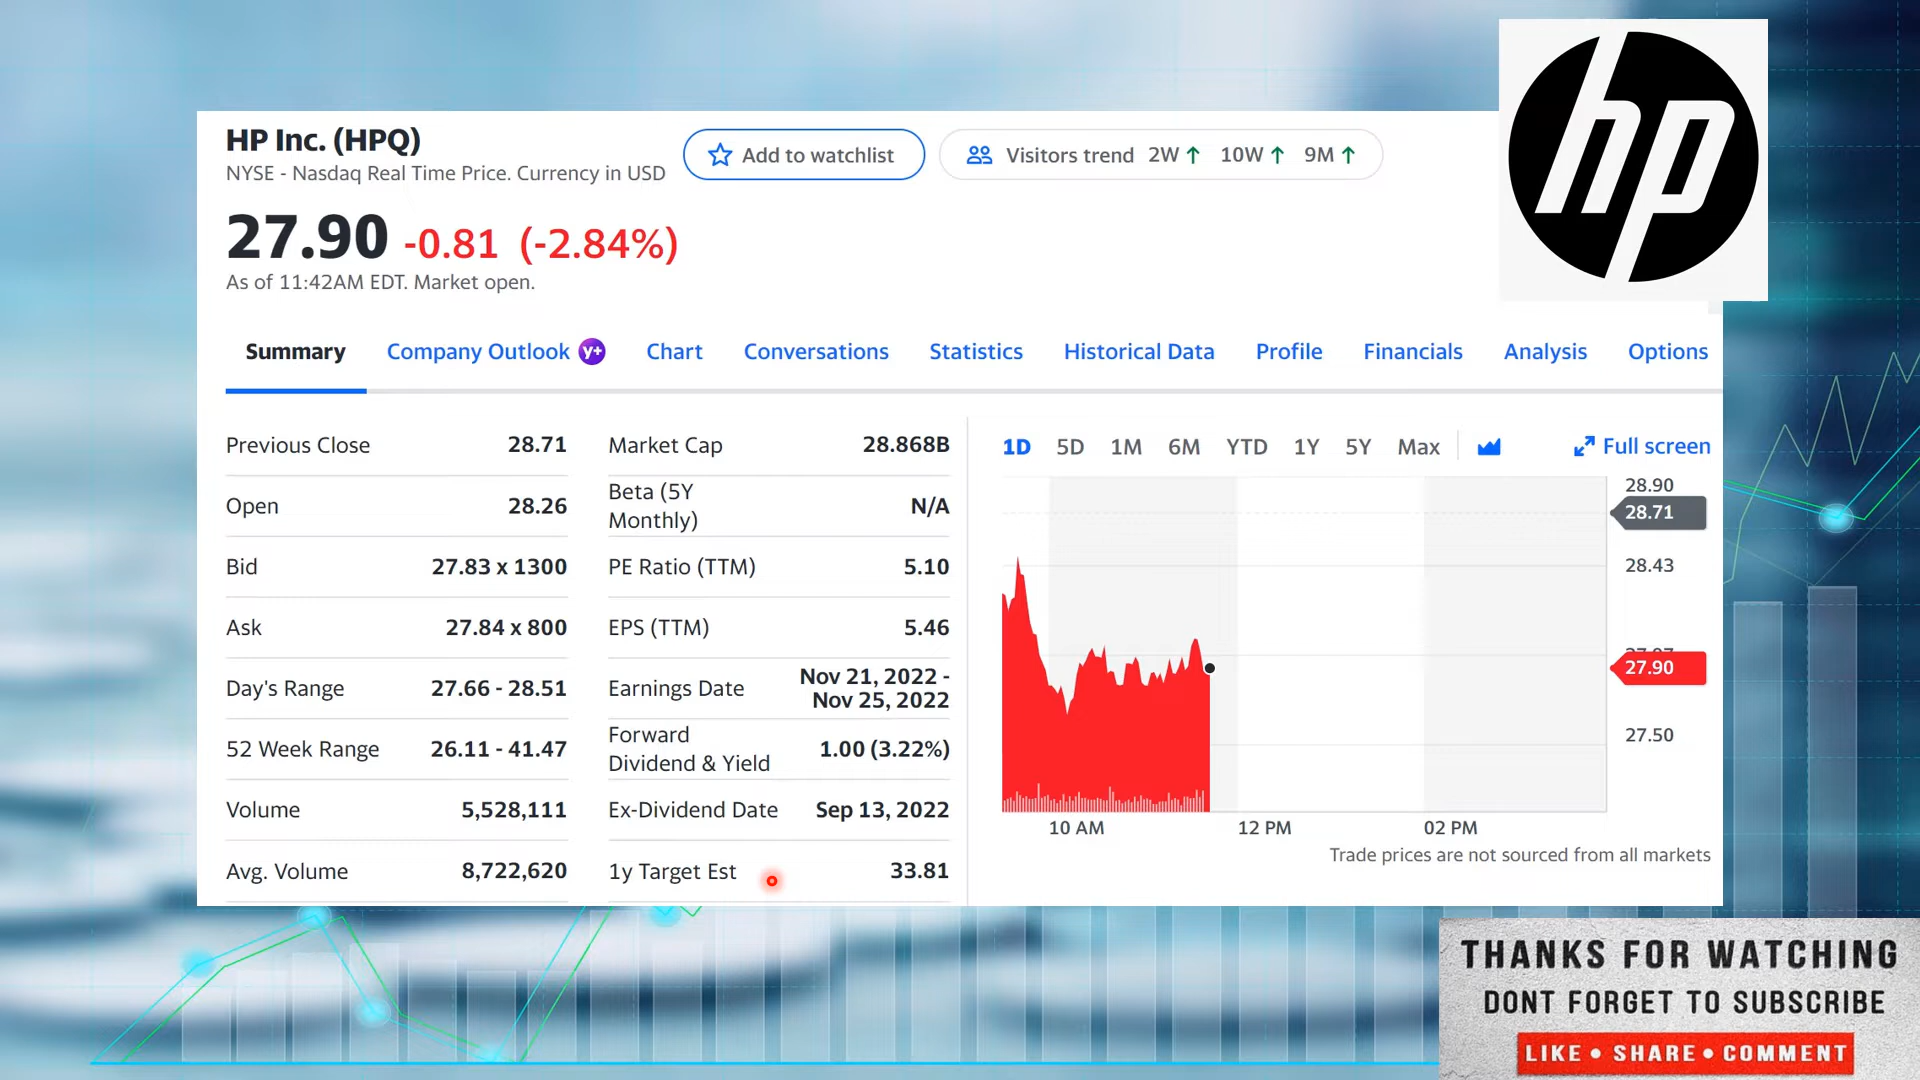 hp
HP Inc. (HPQ)
NYSE - Nasdaq Real Time Price. Currency in USD
Add to watchlist
Visitors trend 2W 10W 9M
27.90 -0.81 (-2.84%)
As of 11:42AM EDT. Market open.
Summary Company Outlook y+ Chart Conversations Statistics Historical Data Profile Financials Analysis Options
Previous Close 28.71
Open 28.26
Bid 27.83 x 1300
Ask 27.84 x 800
Day's Range 27.66 - 28.51
52 Week Range 26.11 - 41.47
Volume 5,528,111
Avg. Volume 8,722,620
Market Cap 28.868B
Beta (5Y
Monthly) N/A
PE Ratio (TTM) 5.10
EPS (TTM) 5.46
Earnings Date Nov 21, 2022 -
Nov 25, 2022
Forward
Dividend & Yield 1.00 (3.22%)
Ex-Dividend Date Sep 13, 2022
1y Target Est 33.81
1D 5D 1M 6M YTD 1Y 5Y Max Full screen
28.90
28.71
28.43
27.90
27.50
10 AM 12 PM 02 PM
Trade prices are not sourced from all markets
THANKS FOR WATCHING
DONT FORGET TO SUBSCRIBE
LIKE • SHARE • COMMENT